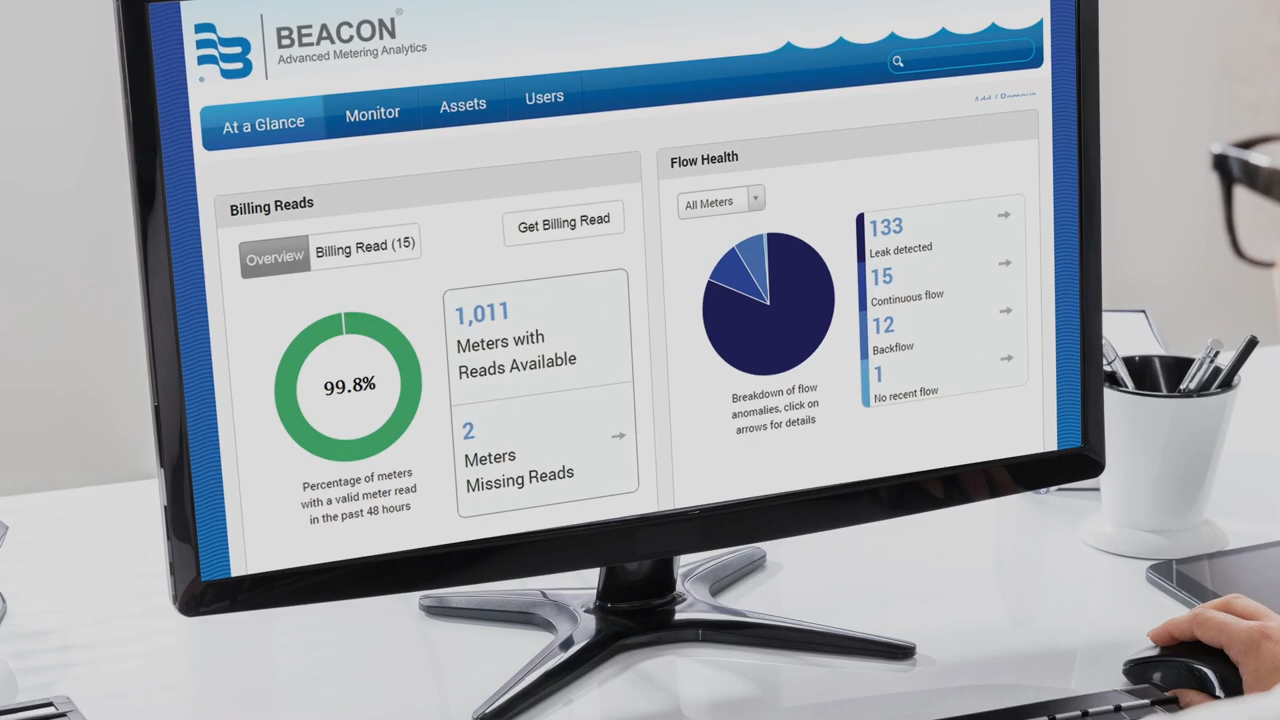 BEACON®
Advanced Metering Analytics
At a Glance
Monitor
Assets
Users
Add / Remove
Billing Reads
Overview
Billing Read (15)
Get Billing Read
99.8%
Percentage of meters
with a valid meter read
in the past 48 hours
1,011
Meters with
Reads Available
2
Meters
Missing Reads
Flow Health
All Meters
Breakdown of flow
anomalies, click on
arrows for details
133
Leak detected
15
Continuous flow
12
Backflow
1
No recent flow